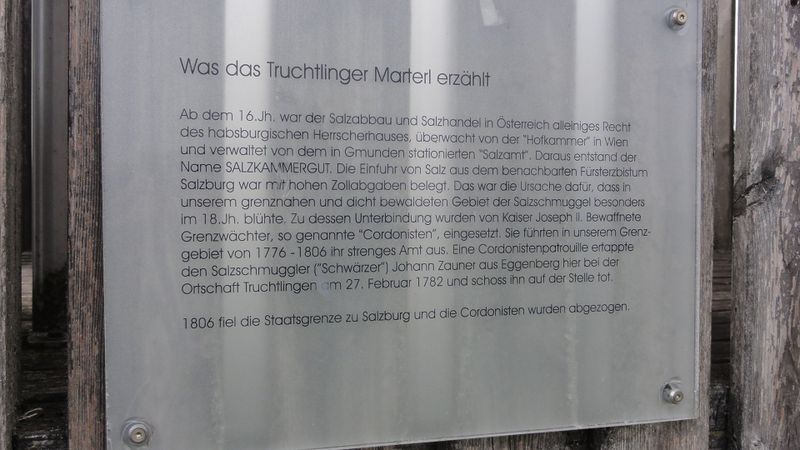 Was das Truchtlinger Marterl erzählt
Ab dem 16.Jh. war der Salzabbau und Salzhandel in Österreich alleiniges Recht
des habsburgischen Herrscherhauses, überwacht von der "Hofkammer" in Wien
und verwaltet von dem in Gmunden stationierten "Salzamt". Daraus entstand der
Name SALZKAMMERGUT. Die Einfuhr von Salz aus dem benachbarten Fürsterzbistum
Salzburg war mit hohen Zollabgaben belegt. Das war die Ursache dafür, dass in
unserem grenznahen und dicht bewaldeten Gebiet der Salzschmuggel besonders
im 18.Jh. blühte. Zu dessen Unterbindung wurden von Kaiser Joseph II. Bewaffnete
Grenzwächter, so genannte "Cordonisten", eingesetzt. Sie führten in unserem Grenz-
gebiet von 1776 - 1806 ihr strenges Amt aus. Eine Cordonistenpatrouille ertappte
den Salzschmuggler ("Schwärzer") Johann Zauner aus Eggenberg hier bei der
Ortschaft Truchtlingen am 27. Februar 1782 und schoss ihn auf der Stelle tot.
1806 fiel die Staatsgrenze zu Salzburg und die Cordonisten wurden abgezogen.